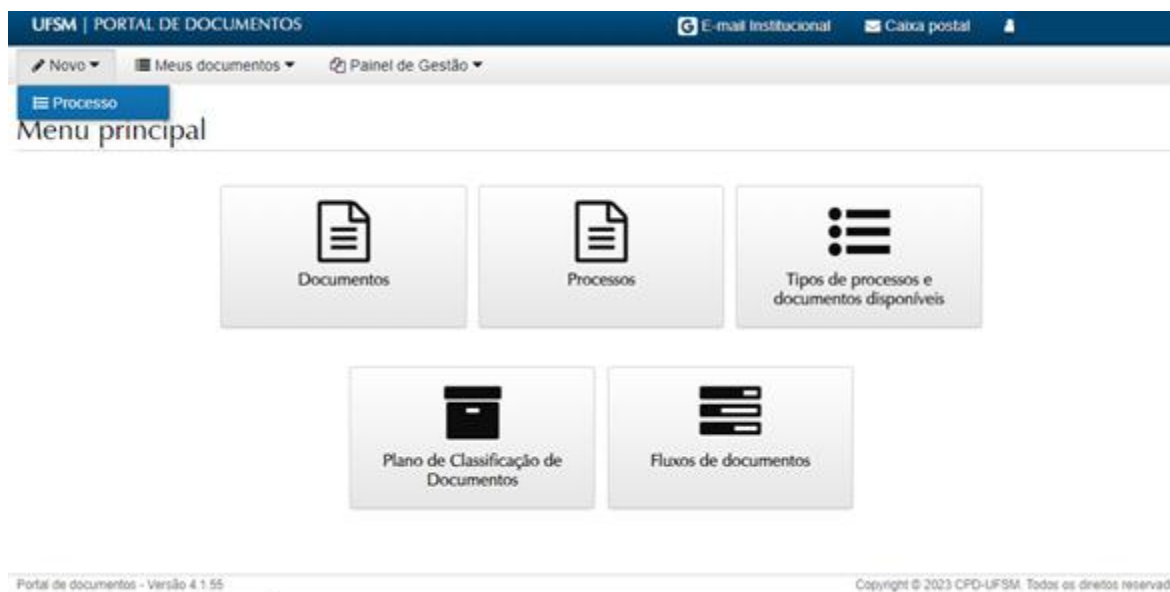 UFSM | PORTAL DE DOCUMENTOS
E-mail Institucional
Caixa postal
Novo
Meus documentos
Painel de Gestão
Processo
Menu principal
Documentos
Processos
Tipos de processos e
documentos disponíveis
Plano de Classificação de
Documentos
Fluxos de documentos
Portal de documentos - Versão 4.1.55
Copyright © 2023 CPD-UFSM. Todos os direitos reservad